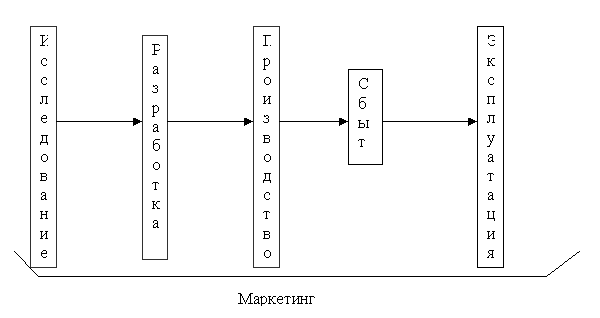 Исследование
Разработка
Производство
Сбыт
Эксплуатация
Маркетинг